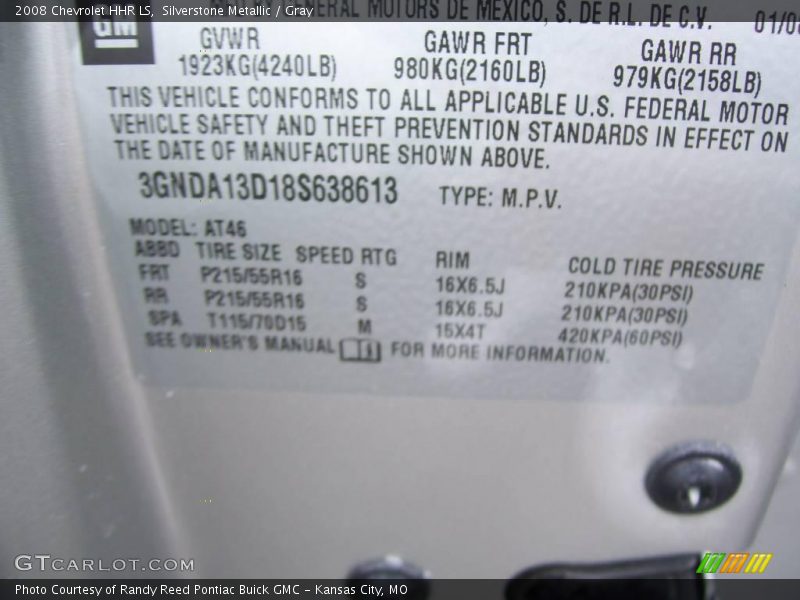 2008 Chevrolet HHR LS, Silverstone Metallic / Gray
GENERAL MOTORS DE MEXICO, S. DE R.L. DE C.V. 01/08
GM
GVWR GAWR FRT GAWR RR
1923KG(4240LB) 980KG(2160LB) 979KG(2158LB)
THIS VEHICLE CONFORMS TO ALL APPLICABLE U.S. FEDERAL MOTOR
VEHICLE SAFETY AND THEFT PREVENTION STANDARDS IN EFFECT ON
THE DATE OF MANUFACTURE SHOWN ABOVE.
3GNDA13D18S638613 TYPE: M.P.V.
MODEL: AT46
ABBD TIRE SIZE SPEED RTG RIM COLD TIRE PRESSURE
FRT P215/55R16 S 16X6.5J 210KPA(30PSI)
RR P215/55R16 S 16X6.5J 210KPA(30PSI)
SPA T115/70D15 M 15X4T 420KPA(60PSI)
SEE OWNER'S MANUAL FOR MORE INFORMATION.
GTCARLOT.COM
Photo Courtesy of Randy Reed Pontiac Buick GMC - Kansas City, MO